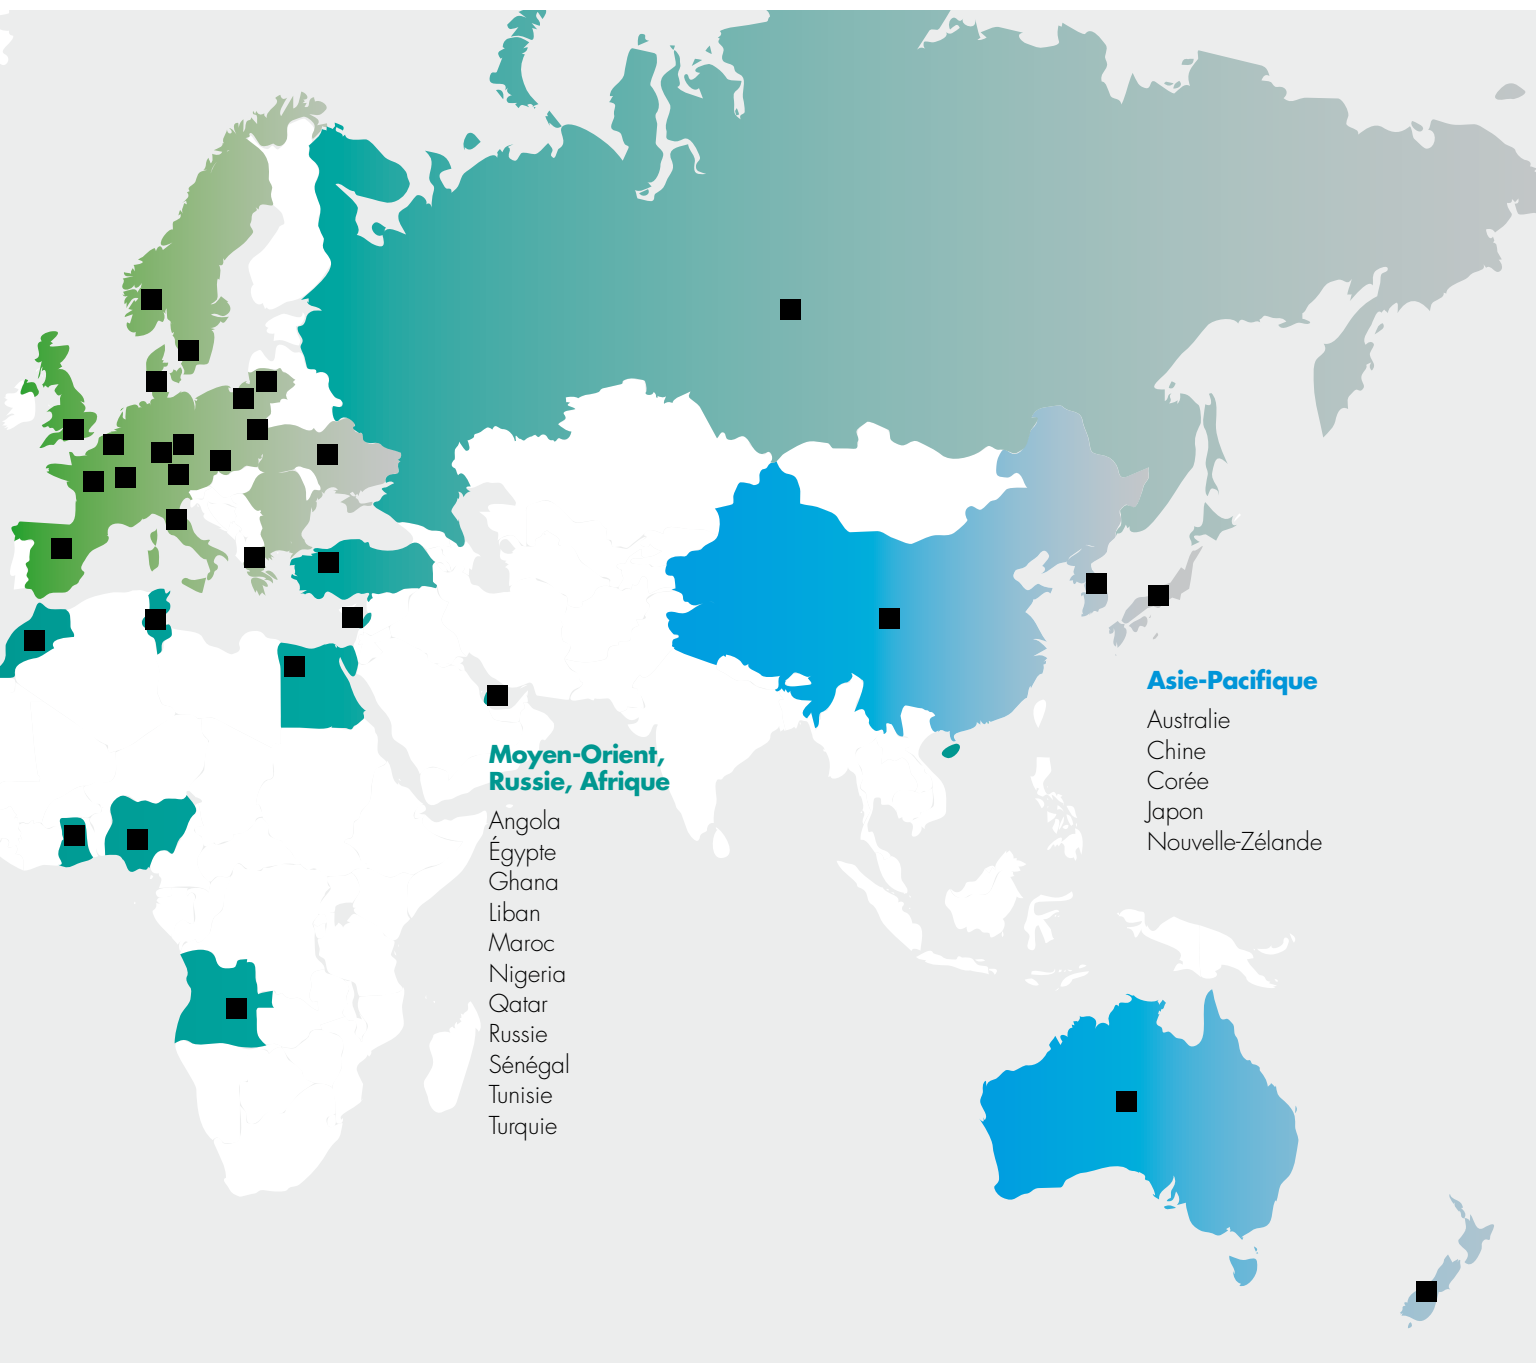 Moyen-Orient,
Russie, Afrique
Angola
Égypte
Ghana
Liban
Maroc
Nigeria
Qatar
Russie
Sénégal
Tunisie
Turquie
Asie-Pacifique
Australie
Chine
Corée
Japon
Nouvelle-Zélande